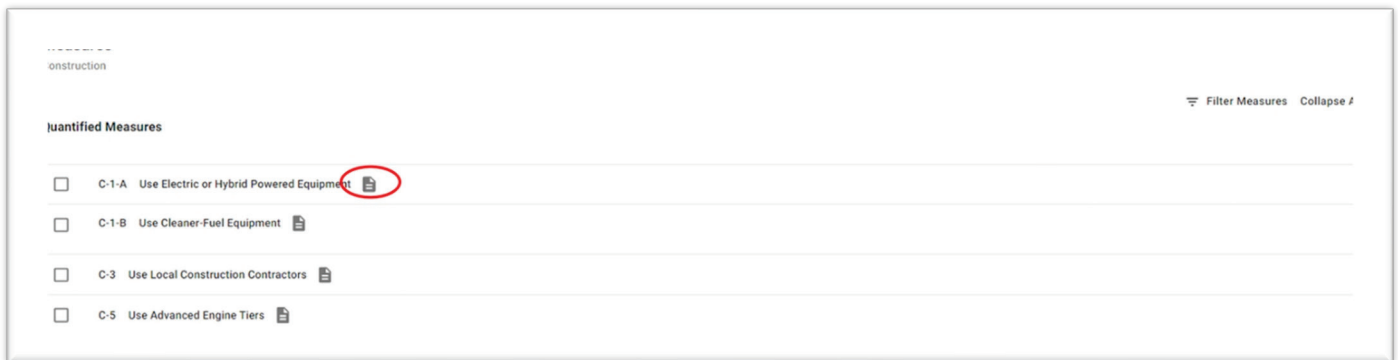 onstruction
Filter Measures Collapse A
uantified Measures
C-1-A Use Electric or Hybrid Powered Equipment
C-1-B Use Cleaner-Fuel Equipment
C-3 Use Local Construction Contractors
C-5 Use Advanced Engine Tiers